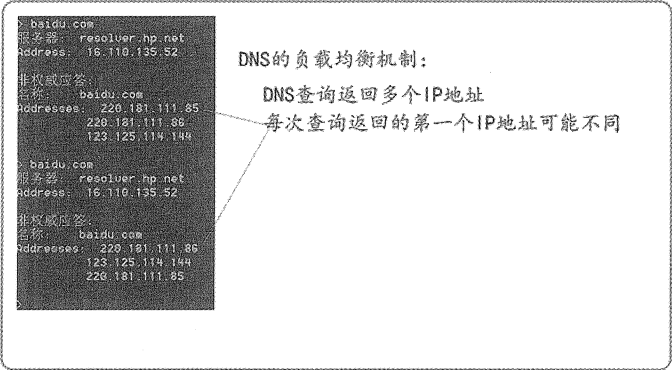 > baidu.com
服务器: resolver.hp.net
Address: 16.110.135.52
非权威应答:
名称: baidu.com
Addresses: 220.181.111.85
220.181.111.86
123.125.114.144
> baidu.com
服务器: resolver.hp.net
Address: 16.110.135.52
非权威应答:
名称: baidu.com
Addresses: 220.181.111.86
123.125.114.144
220.181.111.85
>
DNS的负载均衡机制:
DNS查询返回多个IP地址
每次查询返回的第一个IP地址可能不同